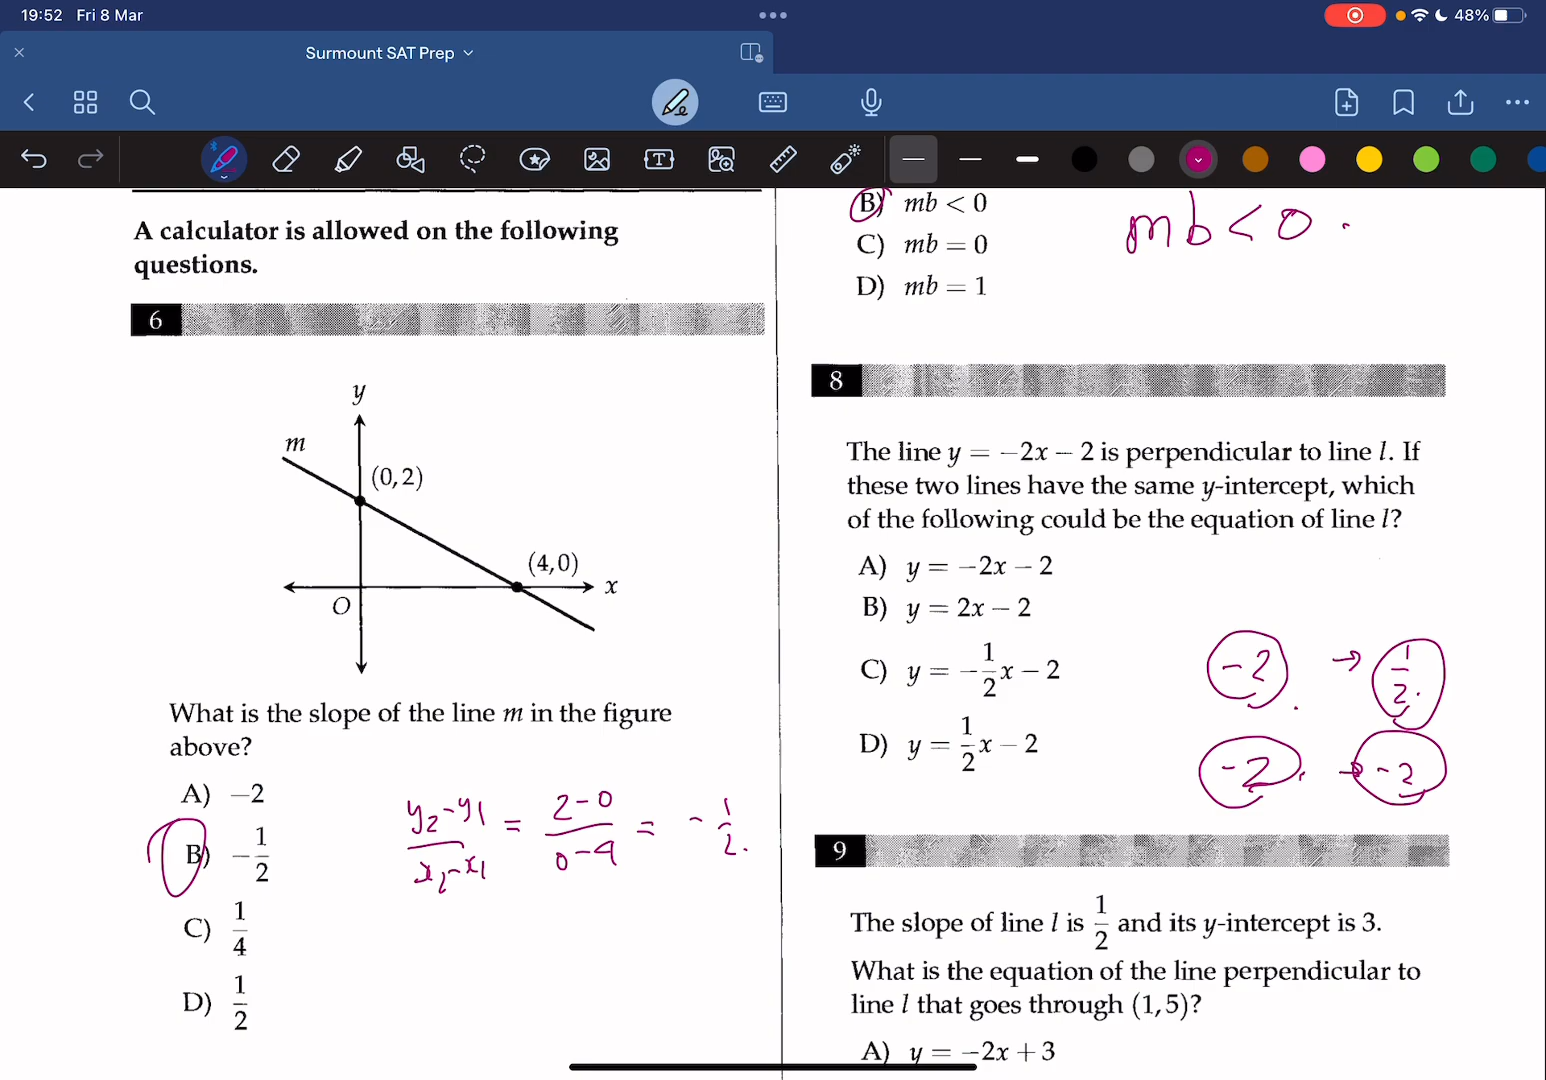 19:52 Fri 8 Mar
48%
Surmount SAT Prep
T
A calculator is allowed on the following
questions.
6
y
m
(0,2)
(4,0)
x
O
What is the slope of the line m in the figure
above?
A) −2
B) −1/2
C) 1/4
D) 1/2
y2-y1/x2-x1 = 2-0/0-4 = -1/2.
B) mb < 0
C) mb = 0
D) mb = 1
mb<0.
8
The line y = −2x − 2 is perpendicular to line l. If
these two lines have the same y-intercept, which
of the following could be the equation of line l?
A) y = −2x − 2
B) y = 2x − 2
C) y = −1/2x − 2
D) y = 1/2x − 2
-2 → 1/2.
-2 → -2
9
The slope of line l is 1/2 and its y-intercept is 3.
What is the equation of the line perpendicular to
line l that goes through (1,5)?
A) y = −2x + 3